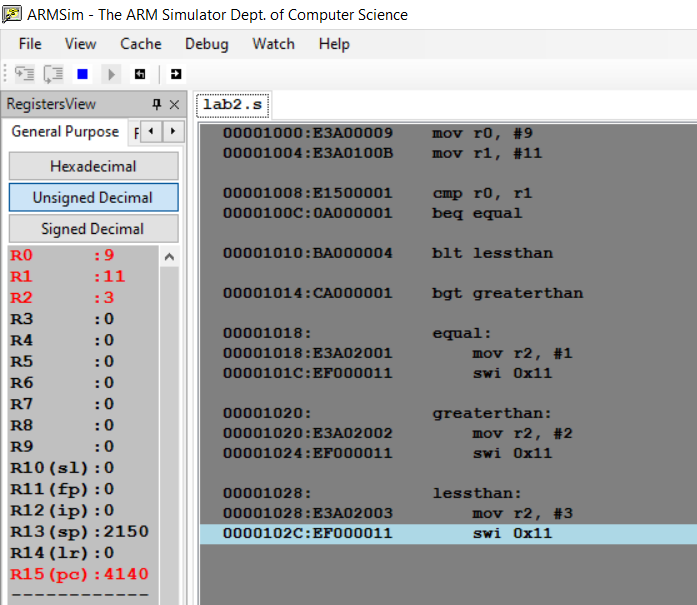 ARMSim - The ARM Simulator Dept. of Computer Science
File View Cache Debug Watch Help
RegistersView
General Purpose
Hexadecimal
Unsigned Decimal
Signed Decimal
R0 :9
R1 :11
R2 :3
R3 :0
R4 :0
R5 :0
R6 :0
R7 :0
R8 :0
R9 :0
R10(sl):0
R11(fp):0
R12(ip):0
R13(sp):2150
R14(lr):0
R15(pc):4140
------------
lab2.s
00001000:E3A00009 mov r0, #9
00001004:E3A0100B mov r1, #11
00001008:E1500001 cmp r0, r1
0000100C:0A000001 beq equal
00001010:BA000004 blt lessthan
00001014:CA000001 bgt greaterthan
00001018: equal:
00001018:E3A02001 mov r2, #1
0000101C:EF000011 swi 0x11
00001020: greaterthan:
00001020:E3A02002 mov r2, #2
00001024:EF000011 swi 0x11
00001028: lessthan:
00001028:E3A02003 mov r2, #3
0000102C:EF000011 swi 0x11